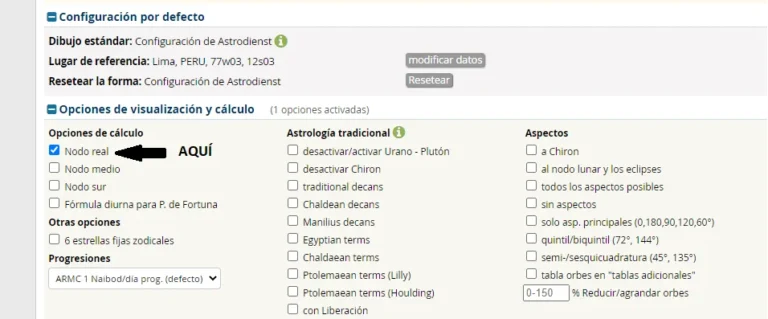 Configuración por defecto
Dibujo estándar: Configuración de Astrodienst
Lugar de referencia: Lima, PERU, 77w03, 12s03 modificar datos
Resetear la forma: Configuración de Astrodienst Resetear
Opciones de visualización y cálculo (1 opciones activadas)
Opciones de cálculo
Nodo real AQUÍ
Nodo medio
Nodo sur
Fórmula diurna para P. de Fortuna
Otras opciones
6 estrellas fijas zodicales
Progresiones
ARMC 1 Naibod/dia prog. (defecto)
Astrología tradicional
desactivar/activar Urano - Plutón
desactivar Chiron
traditional decans
Chaldean decans
Manilius decans
Egyptian terms
Chaldaean terms
Ptolemaean terms (Lilly)
Ptolemaean terms (Houlding)
con Liberación
Aspectos
a Chiron
al nodo lunar y los eclipses
todos los aspectos posibles
sin aspectos
solo asp. principales (0,180,90,120,60°)
quintil/biquintil (72°, 144°)
semi-/sesquicuadratura (45°, 135°)
tabla orbes en "tablas adicionales"
0-150 % Reducir/agrandar orbes